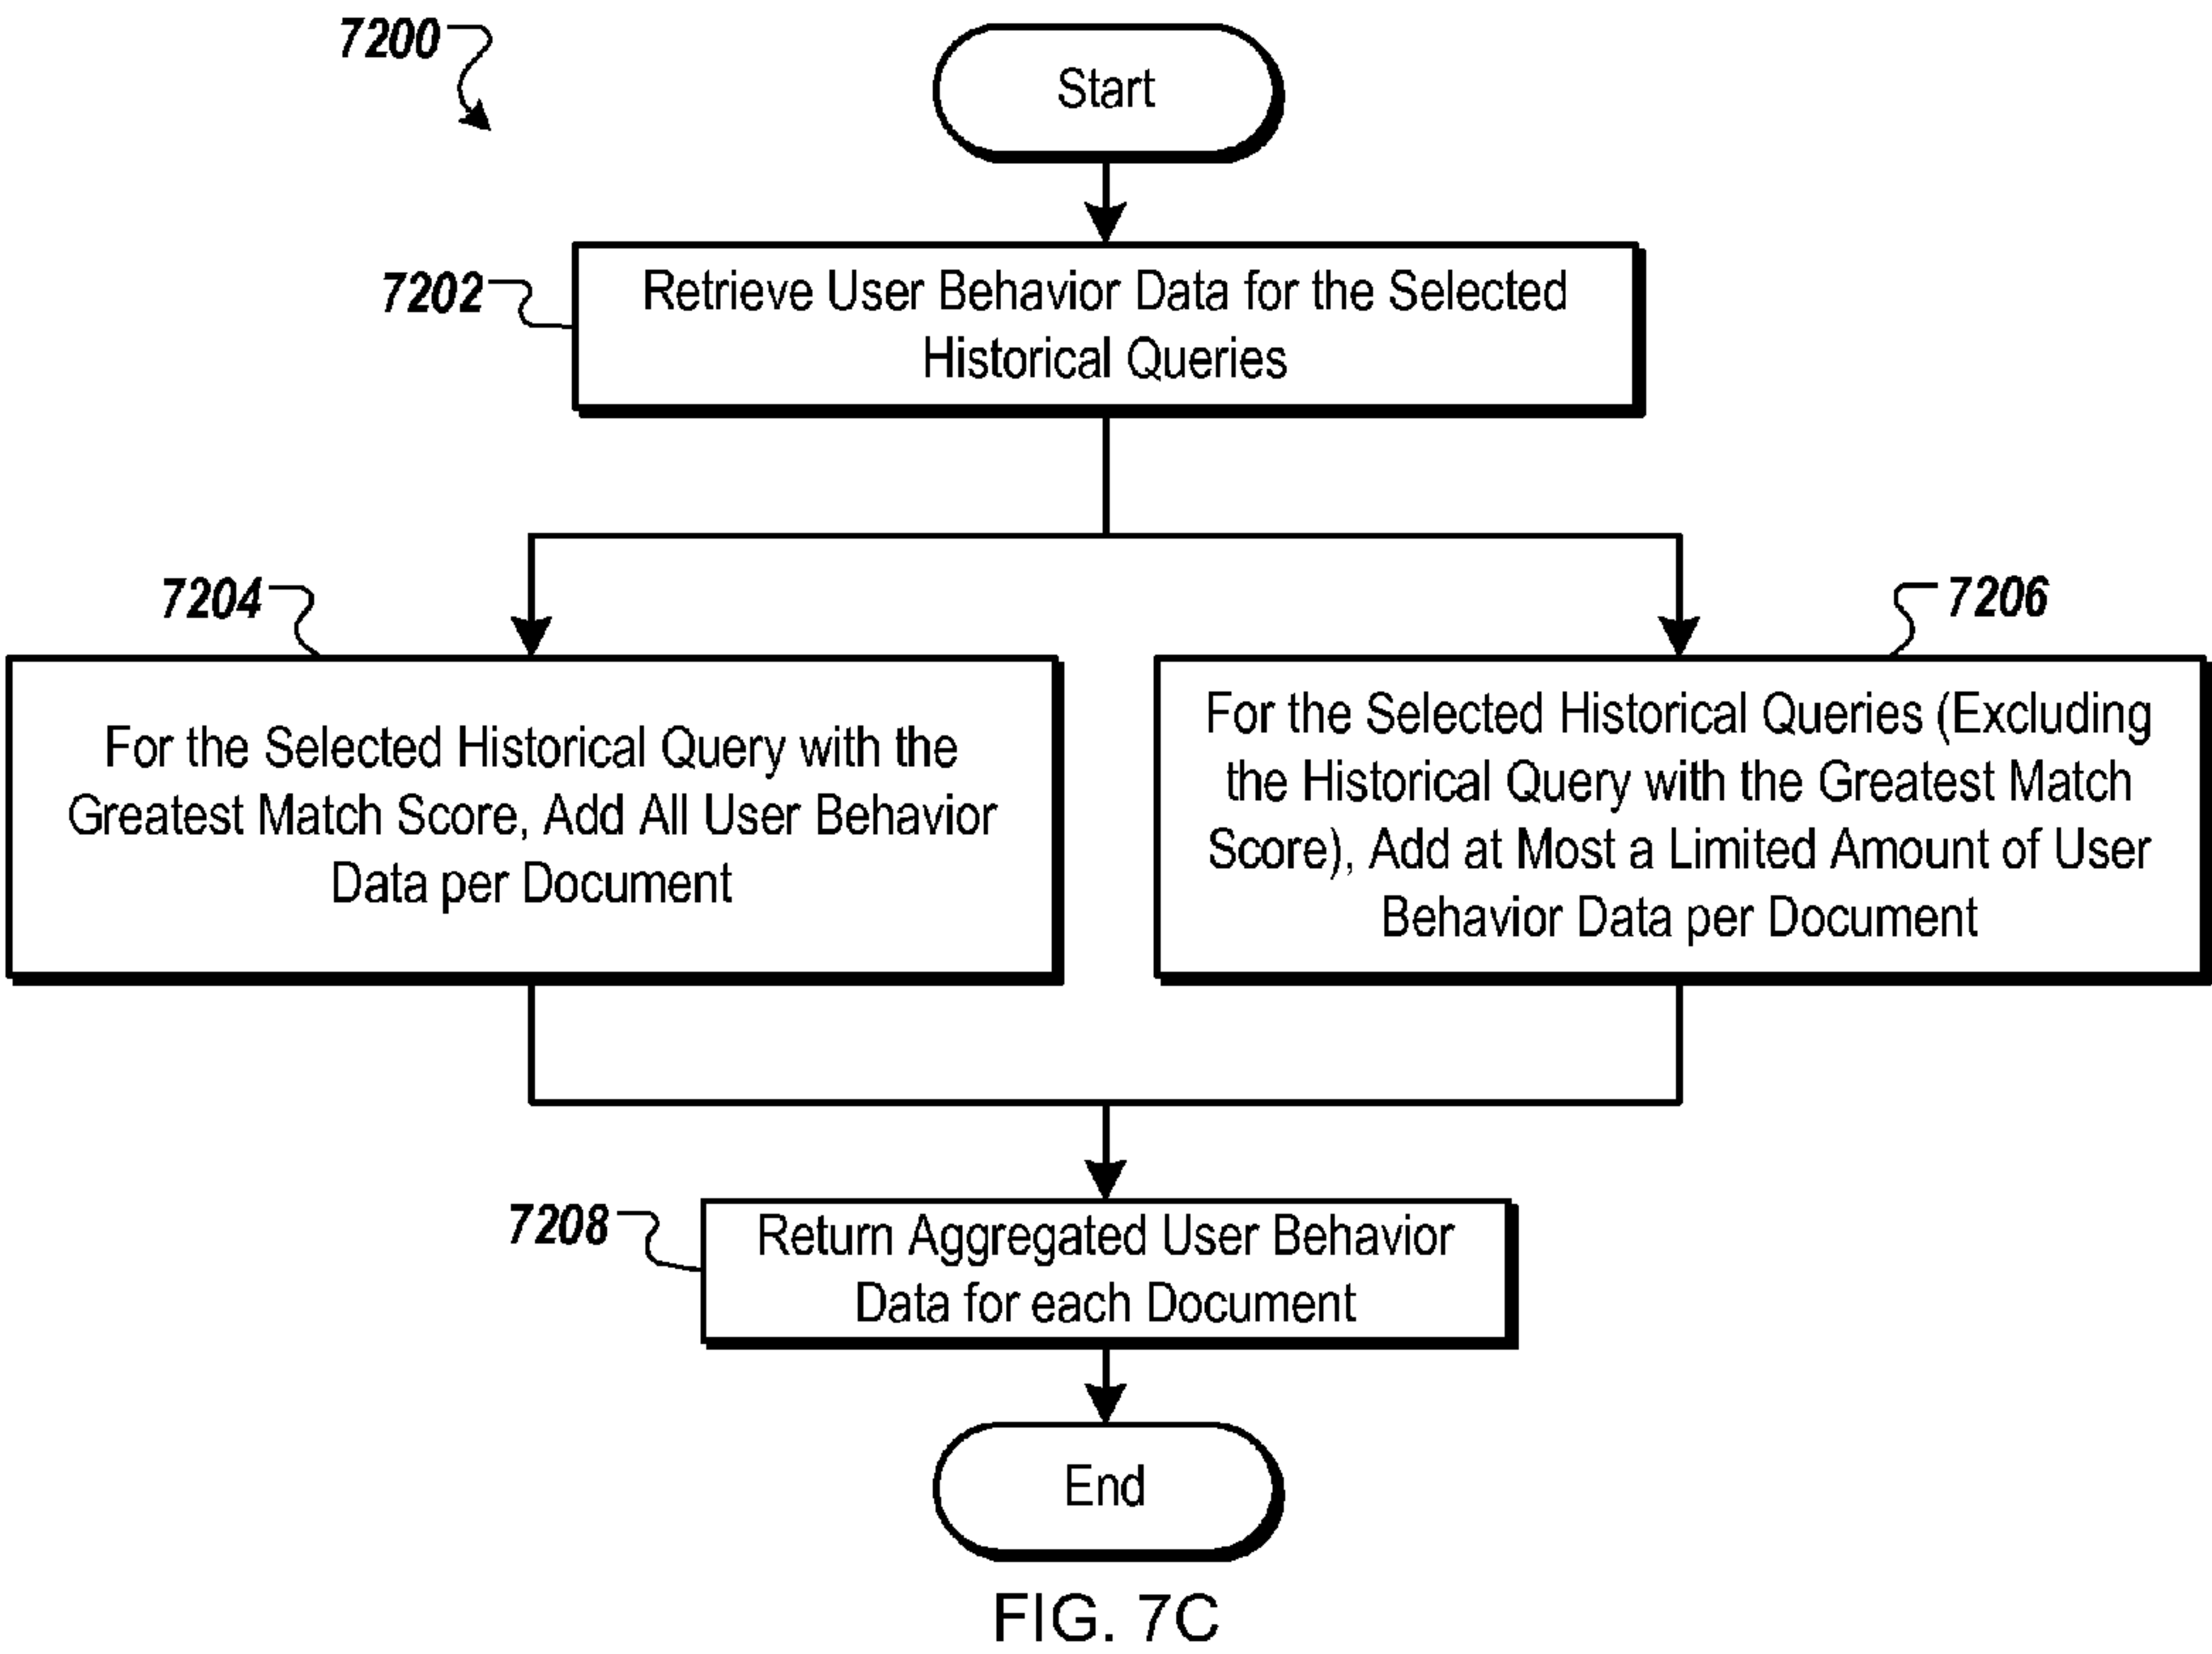 7200
Start
7202
Retrieve User Behavior Data for the Selected
Historical Queries
7204
For the Selected Historical Query with the
Greatest Match Score, Add All User Behavior
Data per Document
7206
For the Selected Historical Queries (Excluding
the Historical Query with the Greatest Match
Score), Add at Most a Limited Amount of User
Behavior Data per Document
7208
Return Aggregated User Behavior
Data for each Document
End
FIG. 7C